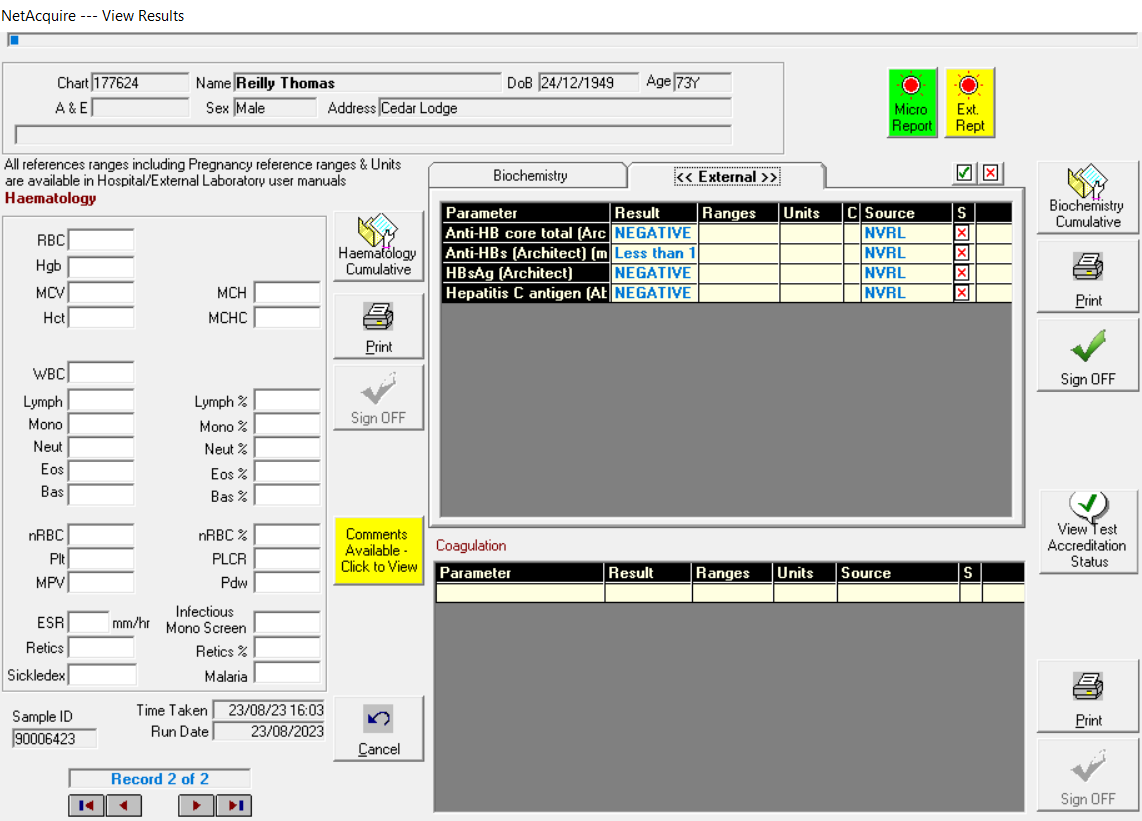 NetAcquire --- View Results
Chart 177624 Name Reilly Thomas DoB 24/12/1949 Age 73Y
A & E Sex Male Address Cedar Lodge
Micro Report
Ext. Rept
All references ranges including Pregnancy reference ranges & Units
are available in Hospital/External Laboratory user manuals
Haematology
RBC
Hgb
MCV MCH
Hct MCHC
WBC
Lymph Lymph %
Mono Mono %
Neut Neut %
Eos Eos %
Bas Bas %
nRBC nRBC %
Plt PLCR
MPV Pdw
ESR mm/hr Infectious Mono Screen
Retics Retics %
Sickledex Malaria
Sample ID
90006423
Time Taken 23/08/23 16:03
Run Date 23/08/2023
Record 2 of 2
Haematology
Cumulative
Print
Sign OFF
Comments
Available -
Click to View
Cancel
Biochemistry << External >>
Parameter Result Ranges Units C Source S
Anti-HB core total (Arc NEGATIVE NVRL
Anti-HBs (Architect) (m Less than 1 NVRL
HBsAg (Architect) NEGATIVE NVRL
Hepatitis C antigen (Ab NEGATIVE NVRL
Coagulation
Parameter Result Ranges Units Source S
Biochemistry
Cumulative
Print
Sign OFF
View Test
Accreditation
Status
Print
Sign OFF